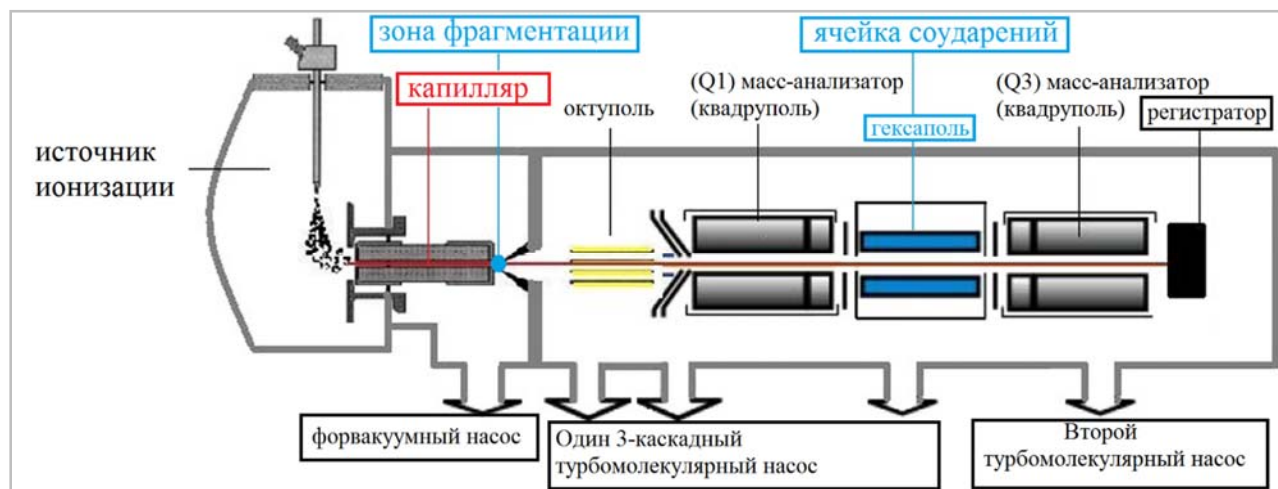 зона фрагментации
ячейка соударений
капилляр
октуполь
(Q1) масс-анализатор
(квадруполь)
гексаполь
(Q3) масс-анализатор
(квадруполь)
регистратор
источник
ионизации
форвакуумный насос
Один 3-каскадный
турбомолекулярный насос
Второй
турбомолекулярный насос